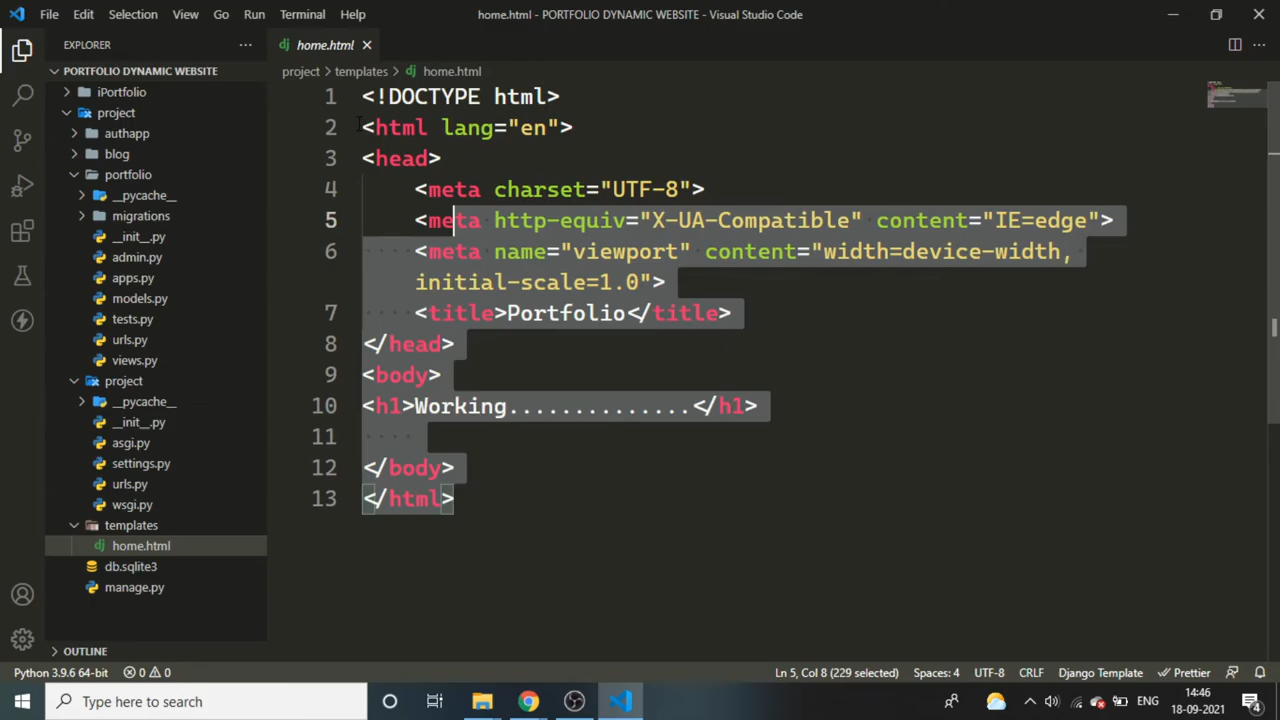 File Edit Selection View Go Run Terminal Help home.html - PORTFOLIO DYNAMIC WEBSITE - Visual Studio Code
EXPLORER ···
PORTFOLIO DYNAMIC WEBSITE
iPortfolio
project
authapp
blog
portfolio
__pycache__
migrations
__init__.py
admin.py
apps.py
models.py
tests.py
urls.py
views.py
project
__pycache__
__init__.py
asgi.py
settings.py
urls.py
wsgi.py
templates
dj home.html
db.sqlite3
manage.py
OUTLINE
dj home.html ×
project > templates > dj home.html
1 <!DOCTYPE html>
2 <html lang="en">
3 <head>
4 <meta charset="UTF-8">
5 <meta http-equiv="X-UA-Compatible" content="IE=edge">
6 <meta name="viewport" content="width=device-width,
initial-scale=1.0">
7 <title>Portfolio</title>
8 </head>
9 <body>
10 <h1>Working..............</h1>
11
12 </body>
13 </html>
Python 3.9.6 64-bit 0 0 Ln 5, Col 8 (229 selected) Spaces: 4 UTF-8 CRLF Django Template Prettier
Type here to search
ENG
14:46
18-09-2021
4